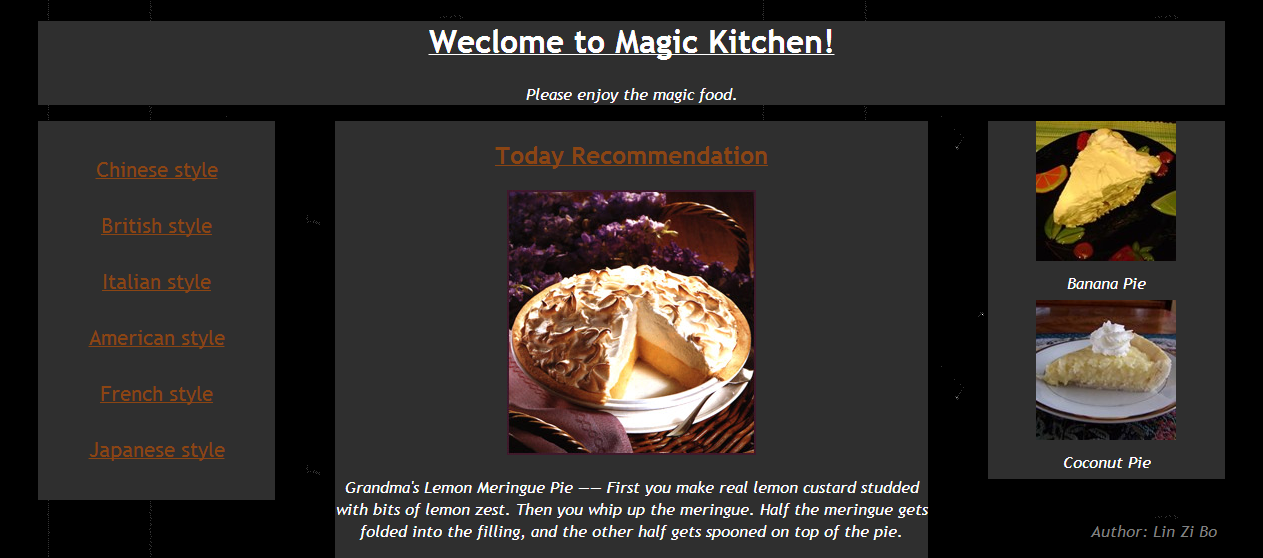 Weclome to Magic Kitchen!
Please enjoy the magic food.
Chinese style
British style
Italian style
American style
French style
Japanese style
Today Recommendation
Grandma's Lemon Meringue Pie —— First you make real lemon custard studded
with bits of lemon zest. Then you whip up the meringue. Half the meringue gets
folded into the filling, and the other half gets spooned on top of the pie.
Banana Pie
Coconut Pie
Author: Lin Zi Bo